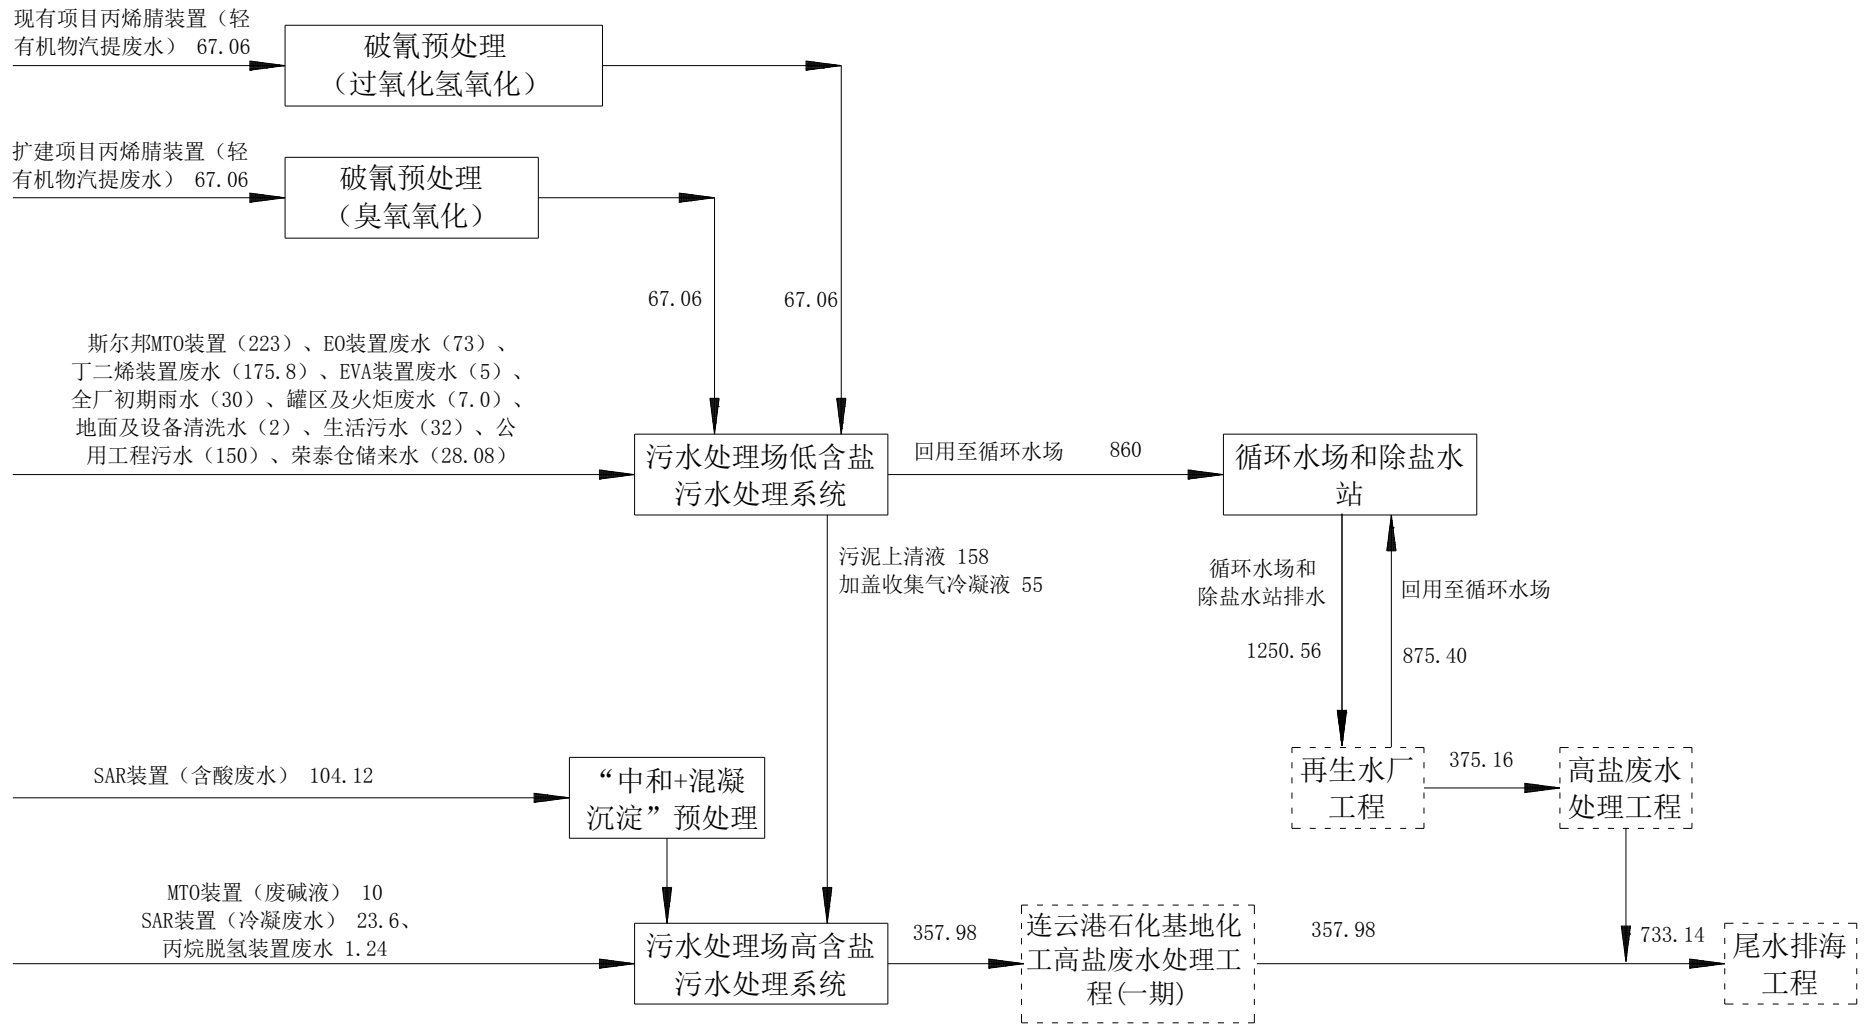 现有项目丙烯腈装置（轻
有机物汽提废水） 67.06
破氰预处理
（过氧化氢氧化）
扩建项目丙烯腈装置（轻
有机物汽提废水） 67.06
破氰预处理
（臭氧氧化）
67.06
67.06
斯尔邦MTO装置（223）、EO装置废水（73）、
丁二烯装置废水（175.8）、EVA装置废水（5）、
全厂初期雨水（30）、罐区及火炬废水（7.0）、
地面及设备清洗水（2）、生活污水（32）、公
用工程污水（150）、荣泰仓储来水（28.08）
污水处理场低含盐
污水处理系统
回用至循环水场 860
循环水场和除盐水
站
污泥上清液 158
加盖收集气冷凝液 55
循环水场和
除盐水站排水
1250.56
回用至循环水场
875.40
SAR装置（含酸废水） 104.12
“中和+混凝
沉淀”预处理
再生水厂
工程
375.16
高盐废水
处理工程
MTO装置（废碱液） 10
SAR装置（冷凝废水） 23.6、
丙烷脱氢装置废水 1.24
污水处理场高含盐
污水处理系统
357.98
连云港石化基地化
工高盐废水处理工
程(一期)
357.98
733.14
尾水排海
工程